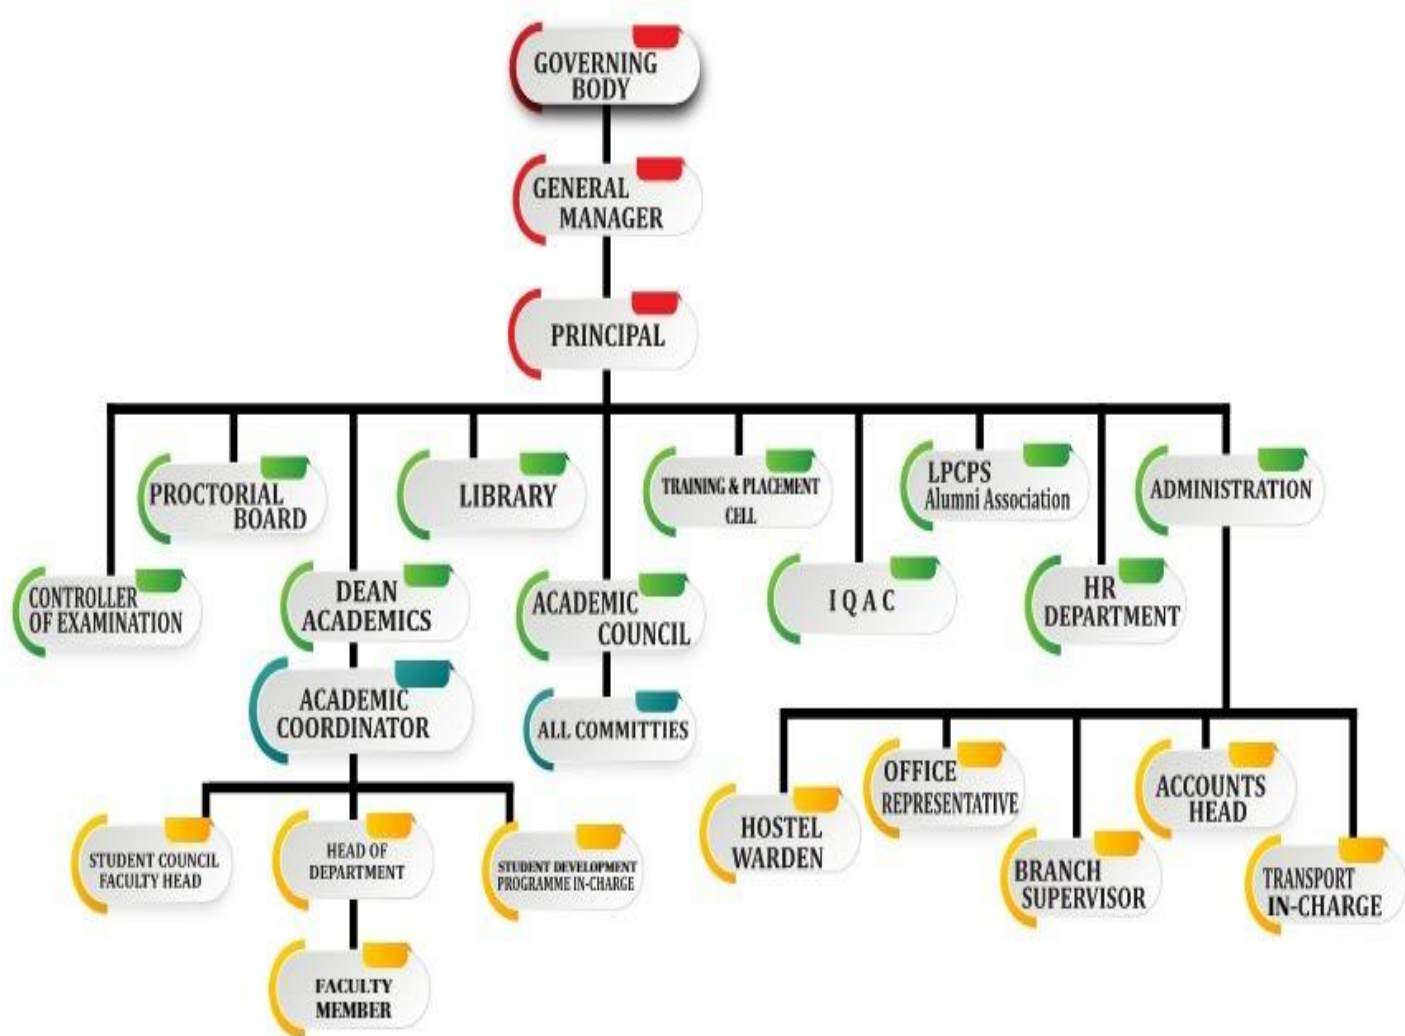 GOVERNING
BODY
GENERAL
MANAGER
PRINCIPAL
PROCTORIAL
BOARD
LIBRARY
TRAINING & PLACEMENT
CELL
LPCPS
Alumni Association
ADMINISTRATION
CONTROLLER
OF EXAMINATION
DEAN
ACADEMICS
ACADEMIC
COUNCIL
I Q A C
HR
DEPARTMENT
ACADEMIC
COORDINATOR
ALL COMMITTIES
HOSTEL
WARDEN
OFFICE
REPRESENTATIVE
BRANCH
SUPERVISOR
ACCOUNTS
HEAD
TRANSPORT
IN-CHARGE
STUDENT COUNCIL
FACULTY HEAD
HEAD OF
DEPARTMENT
STUDENT DEVELOPMENT
PROGRAMME IN-CHARGE
FACULTY
MEMBER